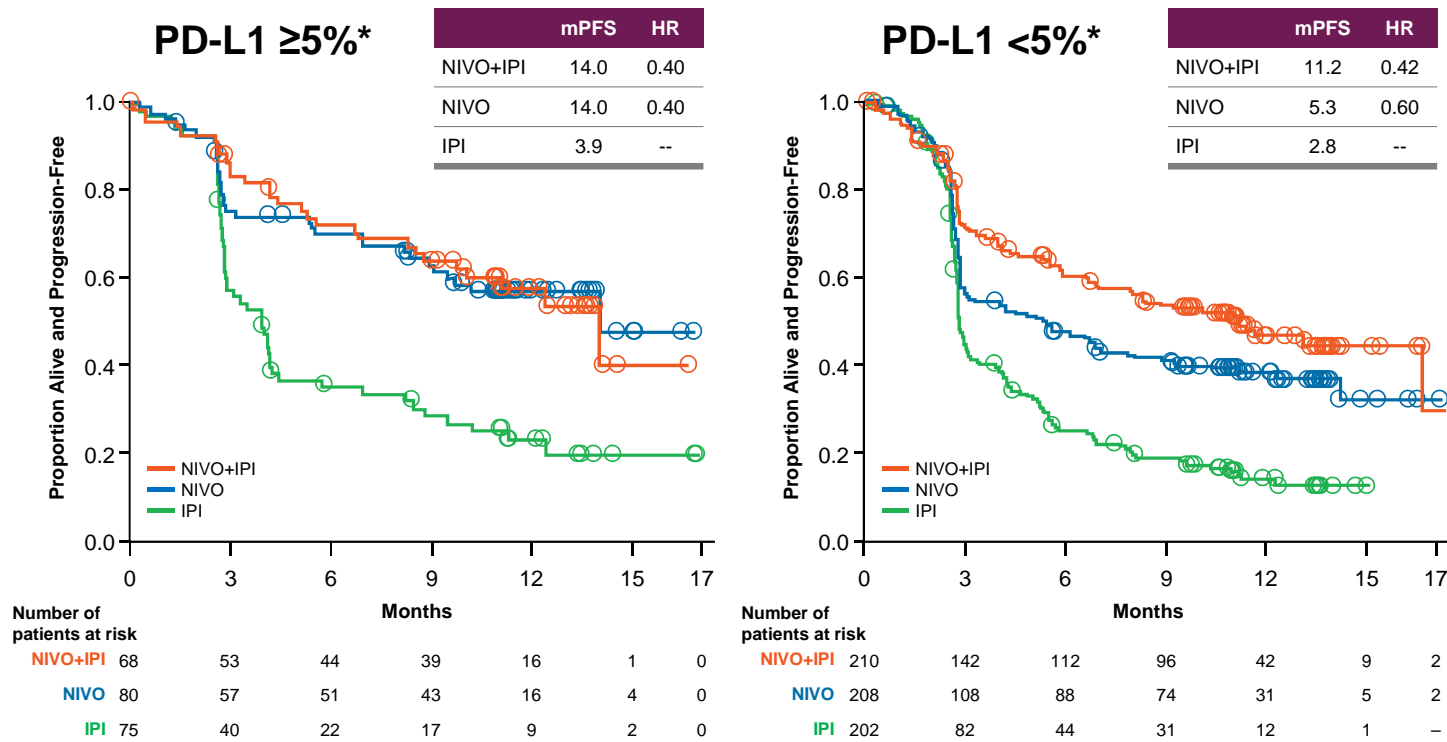 PD-L1 ≥5%*
mPFS HR
NIVO+IPI 14.0 0.40
NIVO 14.0 0.40
IPI 3.9 --
Proportion Alive and Progression-Free
1.0
0.8
0.6
0.4
0.2
0.0
NIVO+IPI
NIVO
IPI
0 3 6 9 12 15 17
Months
Number of
patients at risk
NIVO+IPI 68 53 44 39 16 1 0
NIVO 80 57 51 43 16 4 0
IPI 75 40 22 17 9 2 0
PD-L1 <5%*
mPFS HR
NIVO+IPI 11.2 0.42
NIVO 5.3 0.60
IPI 2.8 --
Proportion Alive and Progression-Free
1.0
0.8
0.6
0.4
0.2
0.0
NIVO+IPI
NIVO
IPI
0 3 6 9 12 15 17
Months
Number of
patients at risk
NIVO+IPI 210 142 112 96 42 9 2
NIVO 208 108 88 74 31 5 2
IPI 202 82 44 31 12 1 –